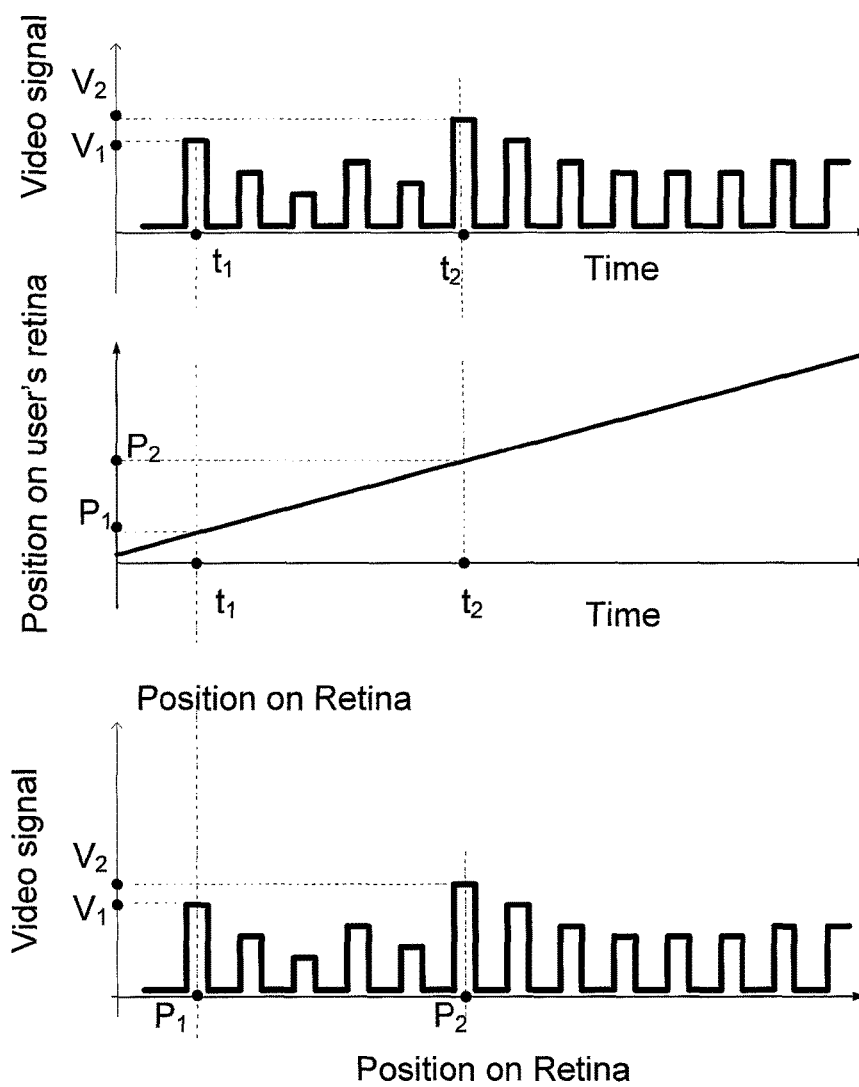 Video signal
V2
V1
t1
t2
Time
Position on user's retina
P2
P1
t1
t2
Time
Position on Retina
Video signal
V2
V1
P1
P2
Position on Retina